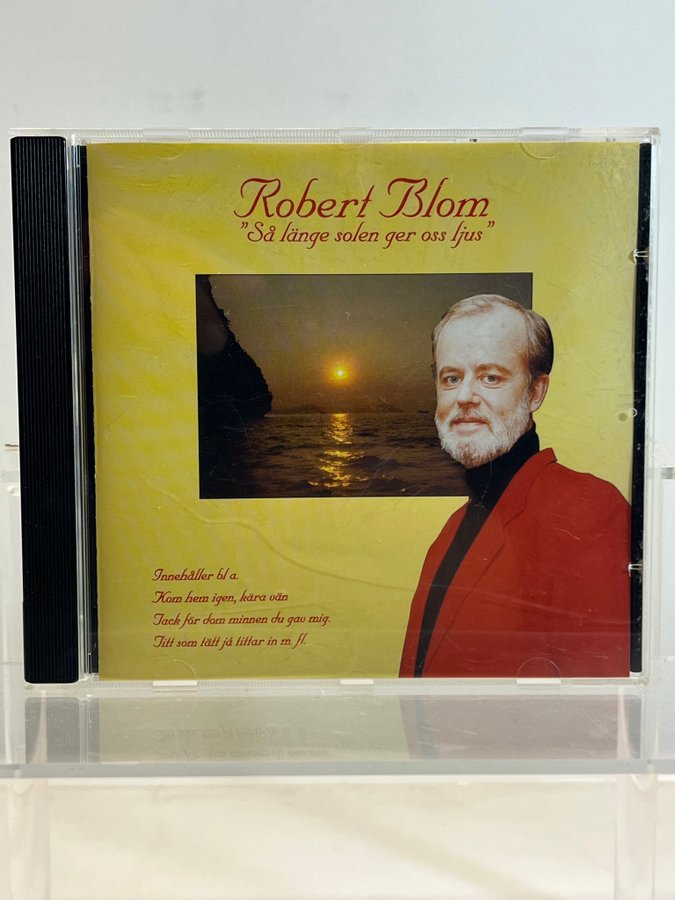 Robert Blom
"Så länge solen ger oss ljus"
Innehåller bl a.
Kom hem igen, kära vän
Tack för dom minnen du gav mig.
Titt som tätt já tittar in m. fl.